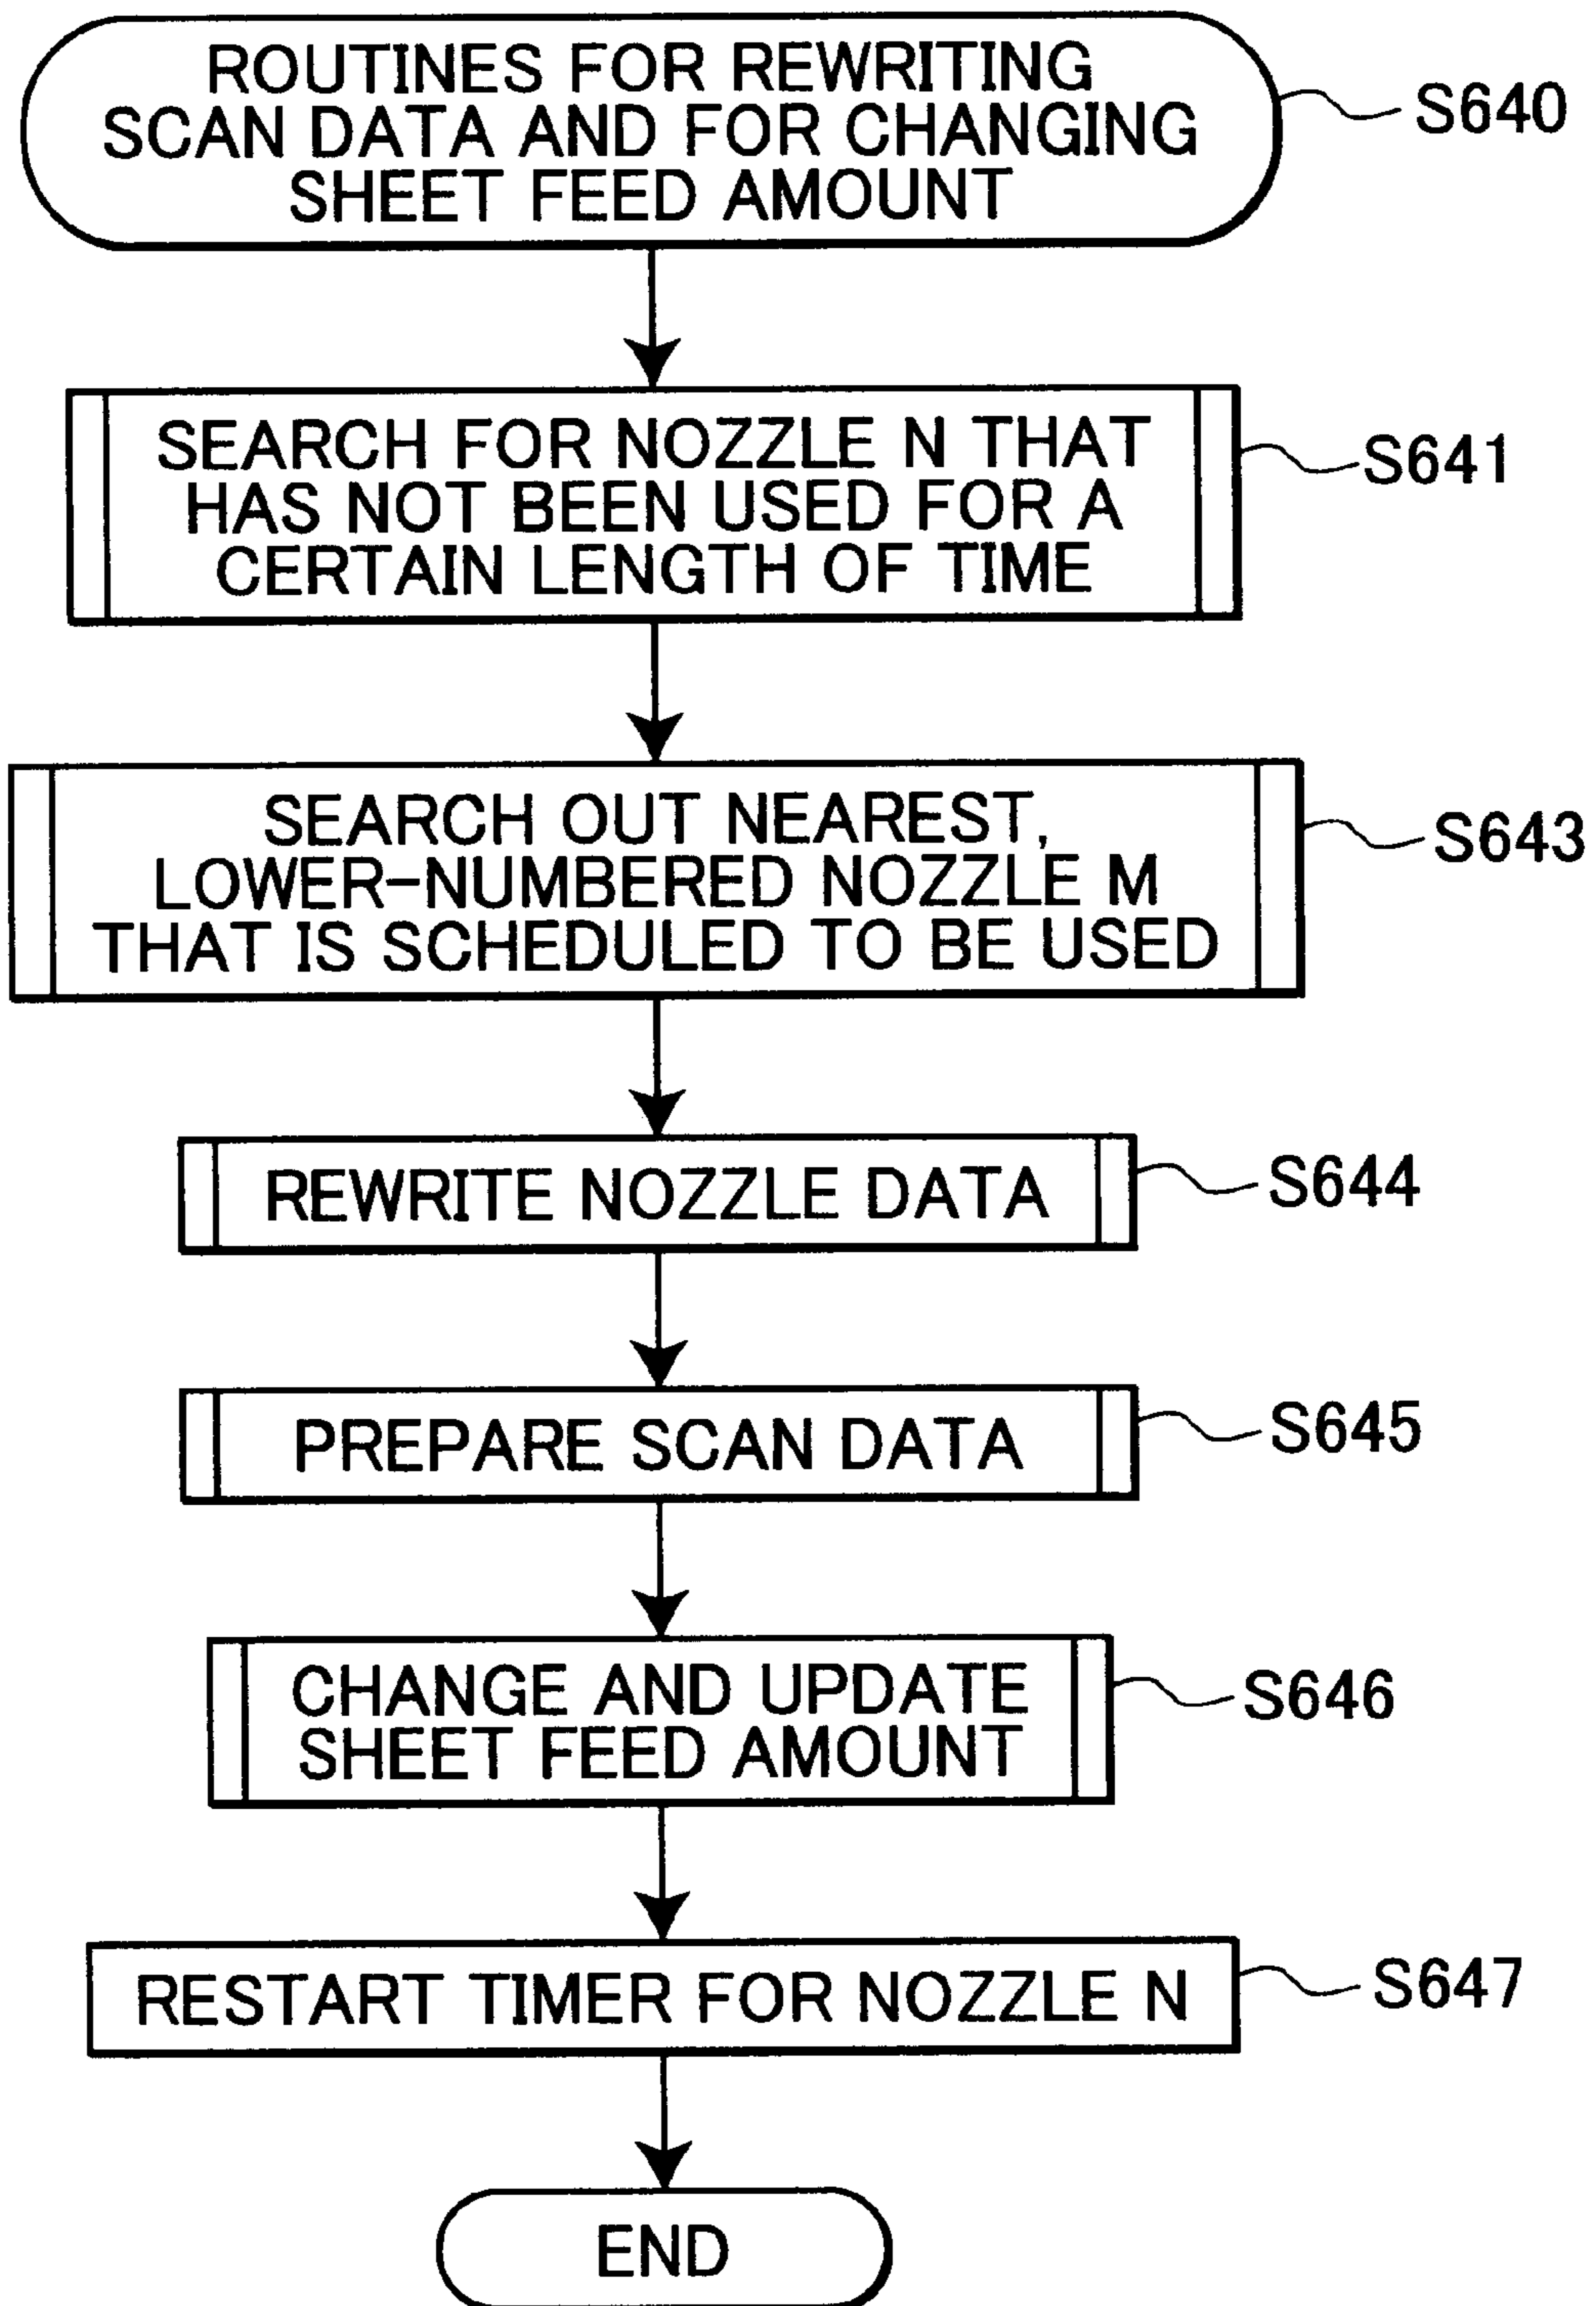 ROUTINES FOR REWRITING
SCAN DATA AND FOR CHANGING
SHEET FEED AMOUNT
S640
SEARCH FOR NOZZLE N THAT
HAS NOT BEEN USED FOR A
CERTAIN LENGTH OF TIME
S641
SEARCH OUT NEAREST,
LOWER-NUMBERED NOZZLE M
THAT IS SCHEDULED TO BE USED
S643
REWRITE NOZZLE DATA
S644
PREPARE SCAN DATA
S645
CHANGE AND UPDATE
SHEET FEED AMOUNT
S646
RESTART TIMER FOR NOZZLE N
S647
END